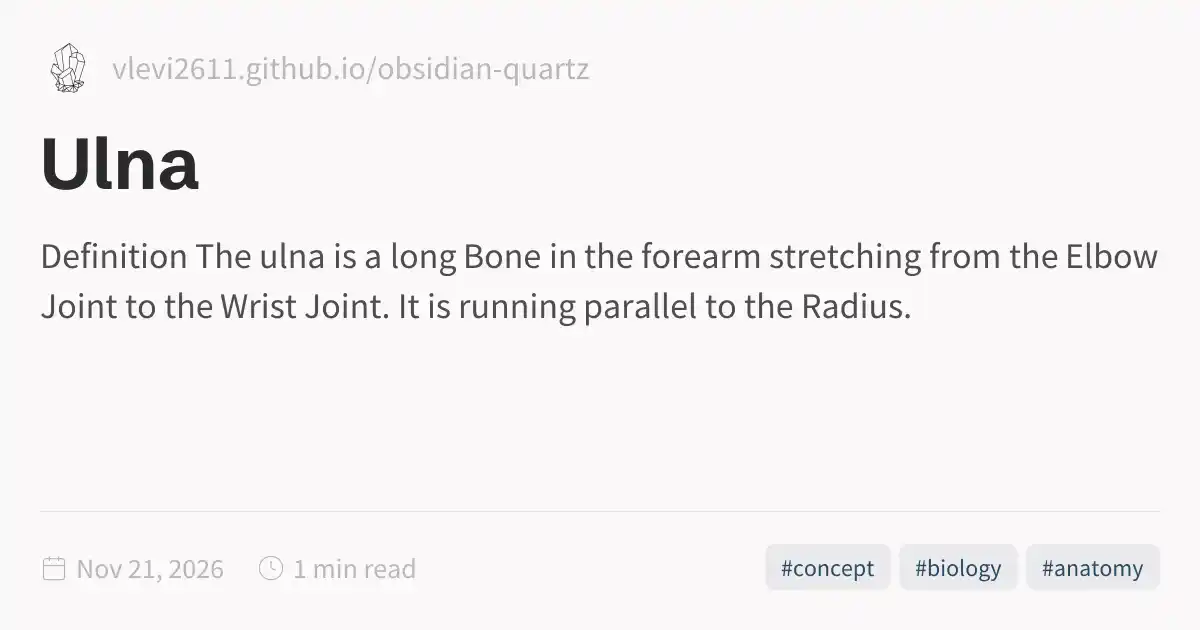 vlevi2611.github.io/obsidian-quartz
Ulna
Definition The ulna is a long Bone in the forearm stretching from the Elbow
Joint to the Wrist Joint. It is running parallel to the Radius.
Nov 21, 2026 1 min read #concept #biology #anatomy